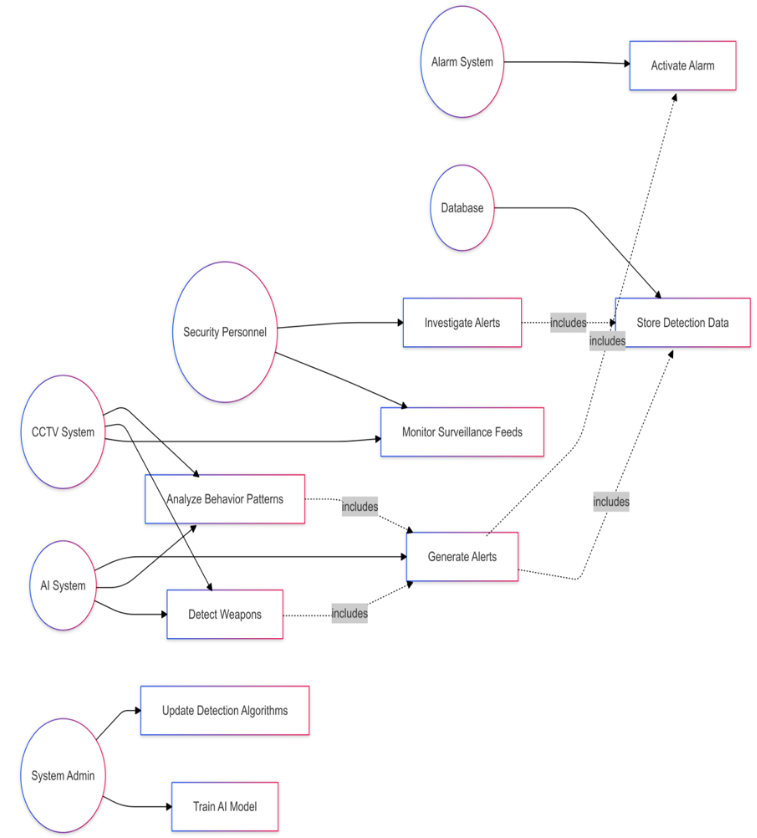 Alarm System
Activate Alarm
Database
Security Personnel
Investigate Alerts
includes
Store Detection Data
includes
CCTV System
Monitor Surveillance Feeds
Analyze Behavior Patterns
includes
includes
AI System
Generate Alerts
Detect Weapons
includes
Update Detection Algorithms
System Admin
Train AI Model